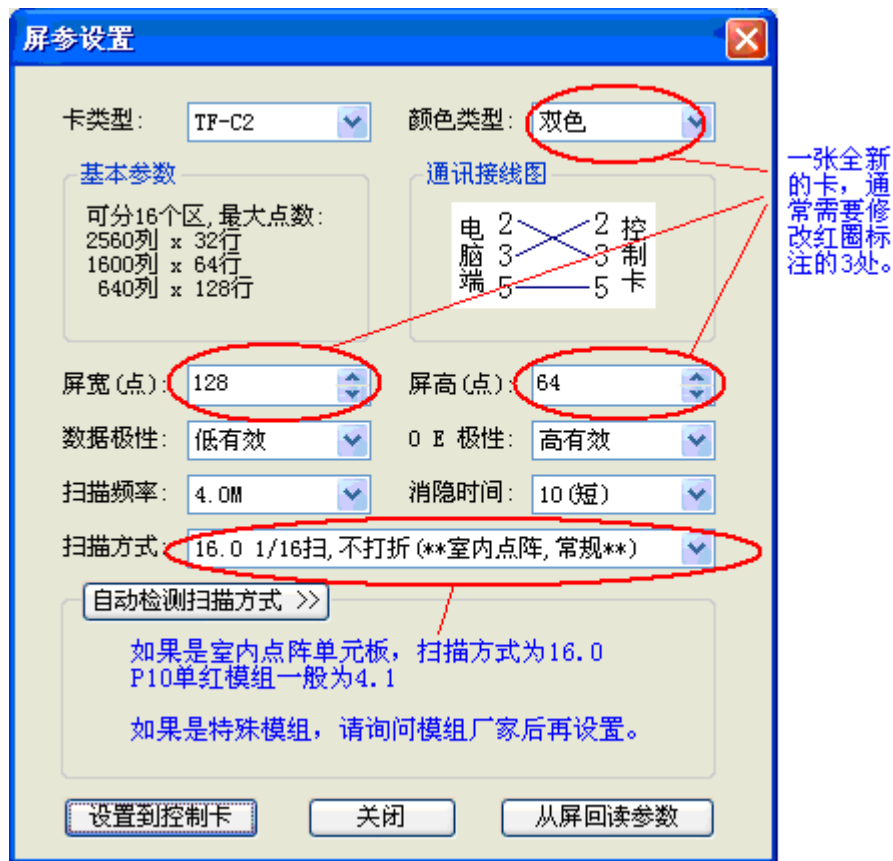 屏参设置
卡类型: TF-C2 颜色类型: 双色
一张全新
的卡，通
常需要修
改红圈标
注的3处。
基本参数
可分16个区,最大点数:
2560列 x 32行
1600列 x 64行
640列 x 128行
通讯接线图
电脑端
2 2
3 3
5 5
控制卡
屏宽(点): 128 屏高(点): 64
数据极性: 低有效 O E 极性: 高有效
扫描频率: 4.0M 消隐时间: 10(短)
扫描方式: 16.0 1/16扫,不打折(**室内点阵,常规**)
自动检测扫描方式 >>
如果是室内点阵单元板，扫描方式为16.0
P10单红模组一般为4.1
如果是特殊模组，请询问模组厂家后再设置。
设置到控制卡 关闭 从屏回读参数